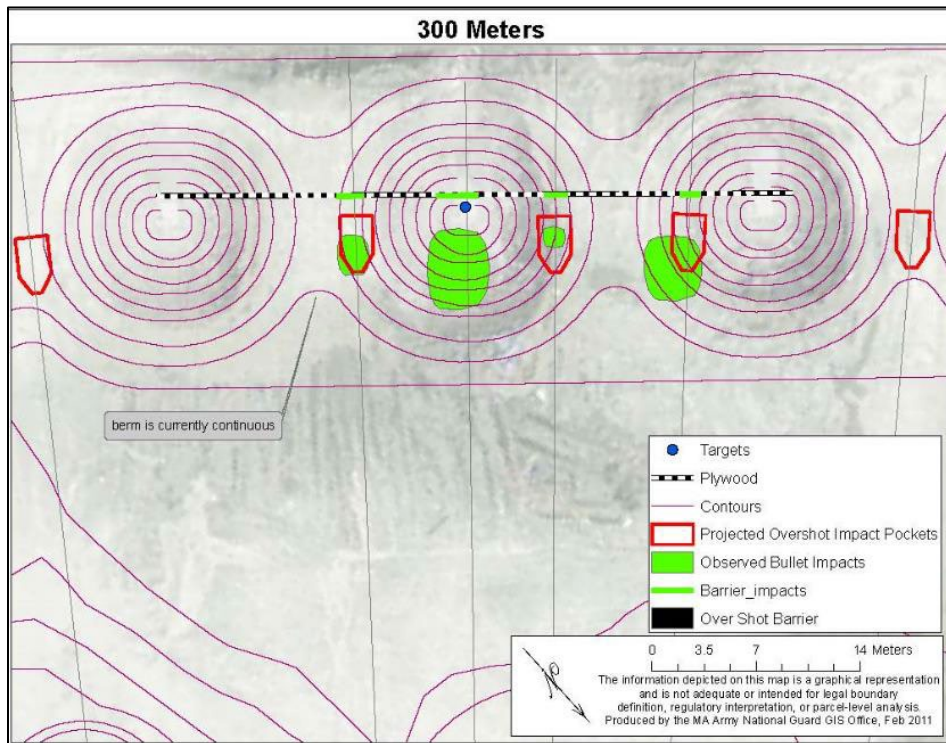 300 Meters
berm is currently continuous
Targets
Plywood
Contours
Projected Overshot Impact Pockets
Observed Bullet Impacts
Barrier_impacts
Over Shot Barrier
0 3.5 7 14 Meters
The information depicted on this map is a graphical representation
and is not adequate or intended for legal boundary
definition, regulatory interpretation, or parcel-level analysis.
Produced by the MA Army National Guard GIS Office, Feb 2011